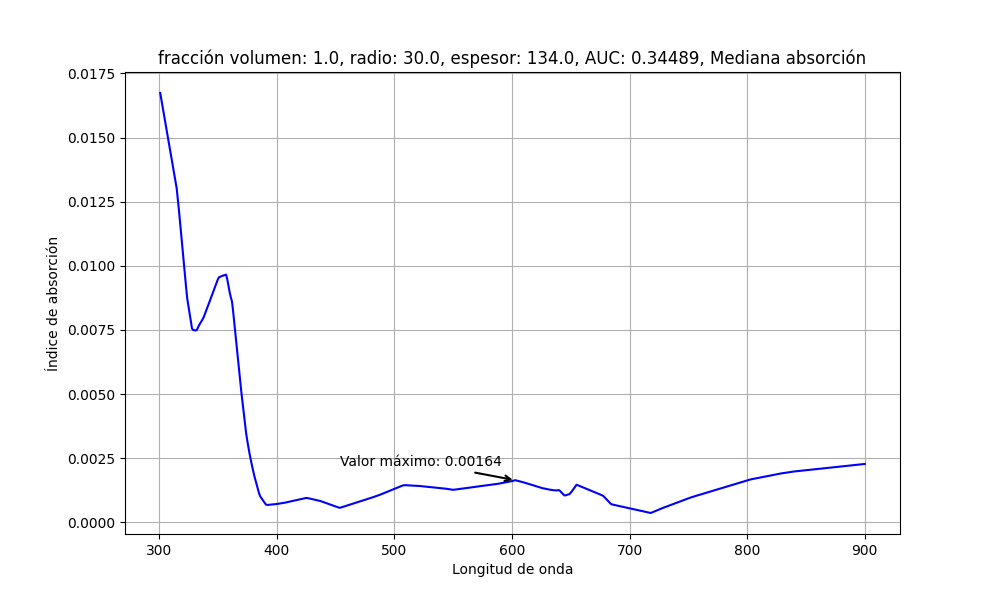 fracción volumen: 1.0, radio: 30.0, espesor: 134.0, AUC: 0.34489, Mediana absorción
0.0175
0.0150
0.0125
0.0100
0.0075
0.0050
0.0025
0.0000
Índice de absorción
Valor máximo: 0.00164
300 400 500 600 700 800 900
Longitud de onda